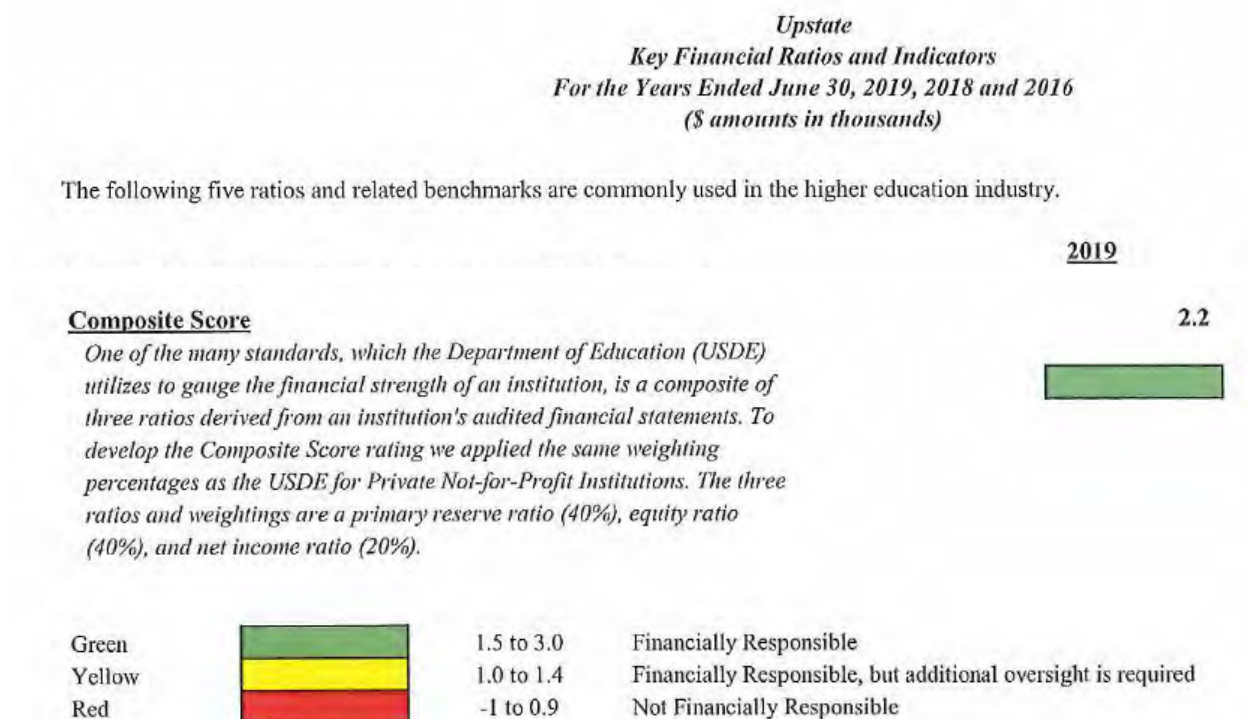 Upstate
Key Financial Ratios and Indicators
For the Years Ended June 30, 2019, 2018 and 2016
($ amounts in thousands)
The following five ratios and related benchmarks are commonly used in the higher education industry.
2019
Composite Score 2.2
One of the many standards, which the Department of Education (USDE)
utilizes to gauge the financial strength of an institution, is a composite of
three ratios derived from an institution's audited financial statements. To
develop the Composite Score rating we applied the same weighting
percentages as the USDE for Private Not-for-Profit Institutions. The three
ratios and weightings are a primary reserve ratio (40%), equity ratio
(40%), and net income ratio (20%).
Green 1.5 to 3.0 Financially Responsible
Yellow 1.0 to 1.4 Financially Responsible, but additional oversight is required
Red -1 to 0.9 Not Financially Responsible